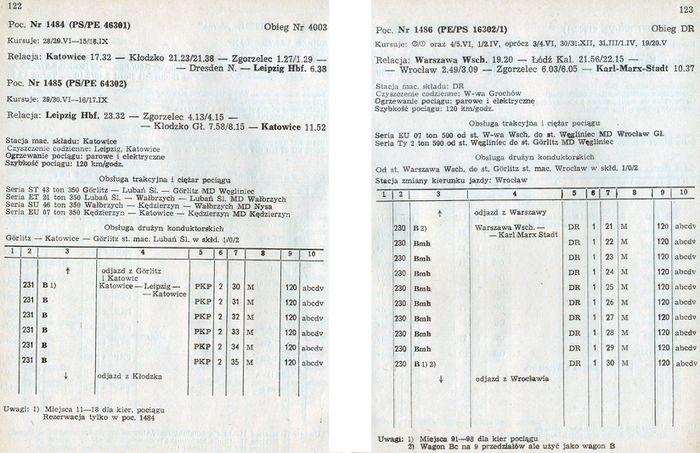 122
Poc. Nr 1484 (PS/PE 46301) Obieg Nr 4003
Kursuje: 28/29.VI—15/16.IX
Relacja: Katowice 17.32 — Kłodzko 21.23/21.38 — Zgorzelec 1.27/1.29 —
— Dresden N. — Leipzig Hbf. 6.38
Poc. Nr 1485 (PS/PE 64302)
Kursuje: 29/30.VI—16/17.IX
Relacja: Leipzig Hbf. 23.32 — Zgorzelec 4.13/4.15 —
— Kłodzko Gł. 7.58/8.15 — Katowice 11.52
Stacja mac. składu: Katowice
Czyszczenie codzienne: Leipzig, Katowice
Ogrzewanie pociągu: parowe i elektryczne
Szybkość pociągu: 120 km/godz.
Obsługa trakcyjna i ciężar pociągu
Seria ST 43 ton 350 Görlitz — Lubań Śl. — Görlitz MD Węgliniec
Seria ET 21 ton 350 Lubań Śl. — Wałbrzych — Lubań Śl. MD Wałbrzych
Seria SU 46 ton 350 Wałbrzych — Kędzierzyn — Wałbrzych MD Nysa
Seria EU 07 ton 350 Kędzierzyn — Katowice — Kędzierzyn MD Kędzierzyn
Obsługa drużyn konduktorskich
Görlitz — Katowice — Görlitz st. mac. Lubań Śl. w skłd. 1/0/2
1 2 3 4 5 6 7 8 9 10
↑ odjazd z Görlitz
i Katowic
231 B 1) Katowice — Leipzig — PKP 2 30 M 120 abcdv
— Katowice
231 B PKP 2 31 M 120 abcdv
231 B PKP 2 32 M 120 abcdv
231 B PKP 2 33 M 120 abcdv
231 B PKP 2 34 M 120 abcdv
231 B PKP 2 35 M 120 abcdv
↓ odjazd z Kłodzka
Uwagi: 1) Miejsca 11—18 dla kier. pociągu
Rezerwacja tylko w poc. 1484
123
Poc. Nr 1486 (PE/PS 16302/1) Obieg DR
oraz 4/5.VI, 1/2.IV, oprócz 3/4.VI, 30/31.XII, 31.III/1.IV, 19/20.V
Relacja: Warszawa Wsch. 19.20 — Łódź Kal. 21.56/22.15 —
— Wrocław 2.49/3.09 — Zgorzelec 6.03/6.05 — Karl-Marx-Stadt 10.37
Stacja mac. składu: DR
Czyszczenie codzienne: W-wa Grochów
Ogrzewanie pociągu: parowe i elektryczne
Szybkość pociągu: 120 km/godz.
Obsługa trakcyjna i ciężar pociągu
Seria EU 07 ton 500 od st. W-wa Wsch. do st. Węgliniec MD Wrocław Gł.
Seria Ty 2 ton 500 od st. Węgliniec do st. Görlitz MD Węgliniec
Obsługa drużyn konduktorskich
Od st. Warszawa Wsch. do st. Görlitz st. mac. Wrocław w skłd. 1/0/2
Stacja zmiany kierunku jazdy: Wrocław
1 2 3 4 5 6 7 8 9 10
↑ odjazd z Warszawy
230 B 2) Warszawa Wsch. — DR 1 21 M 120 abcdv
— Karl Marx Stadt
230 Bmh DR 1 22 M 120 abcdv
230 Bmh DR 1 23 M 120 abcdv
230 Bmh DR 1 24 M 120 abcdv
230 Bmh DR 1 25 M 120 abcdv
230 Bmh DR 1 26 M 120 abcdv
230 Bmh DR 1 27 M 120 abcdv
230 Bmh DR 1 28 M 120 abcdv
230 Bmh DR 1 29 M 120 abcdv
230 B 1) 2) DR 1 30 M 120 abcdv
↓ odjazd z Wrocławia
Uwagi: 1) Miejsca 91—98 dla kier pociągu
2) Wagon Bc na 9 przedziałów ale użyć jako wagon B